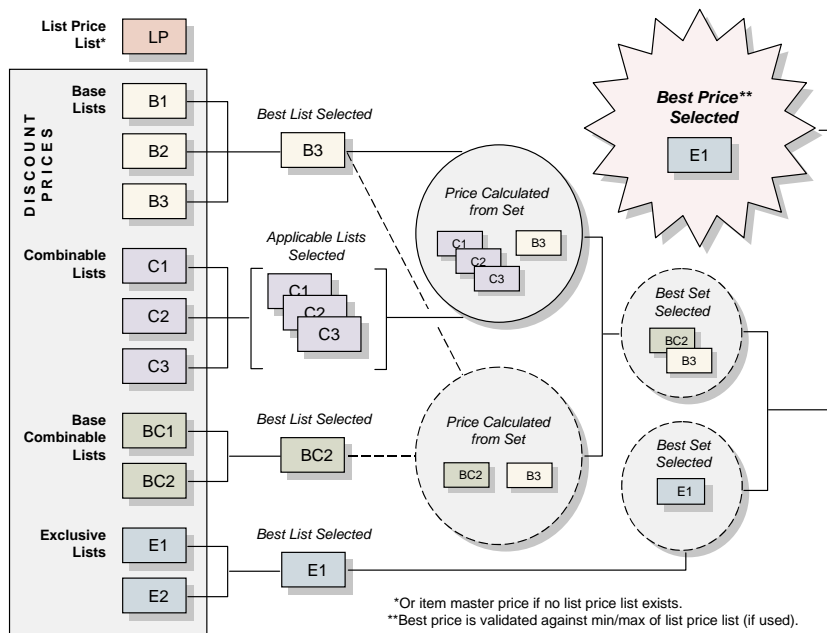 List Price
List*
LP
DISCOUNT
PRICES
Base
Lists
B1
B2
B3
Best List Selected
B3
Combinable
Lists
C1
C2
C3
Applicable Lists
Selected
C1
C2
C3
Base
Combinable
Lists
BC1
BC2
Best List Selected
BC2
Exclusive
Lists
E1
E2
Best List Selected
E1
Price Calculated
from Set
C1
C2
C3
B3
Price Calculated
from Set
BC2
B3
Best Set
Selected
BC2
B3
Best Set
Selected
E1
Best Price**
Selected
E1
*Or item master price if no list price list exists.
**Best price is validated against min/max of list price list (if used).